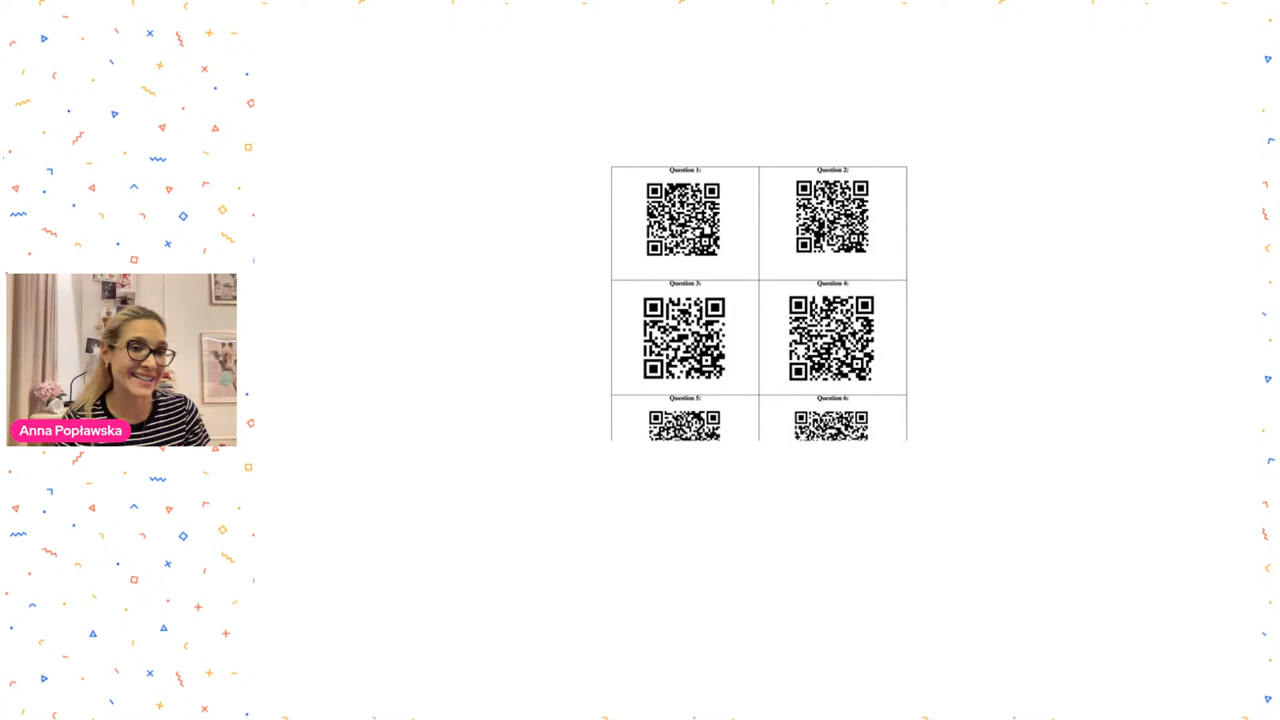 Question 1:
Question 2:
Question 3:
Question 4:
Question 5:
Question 6:
Anna Popławska